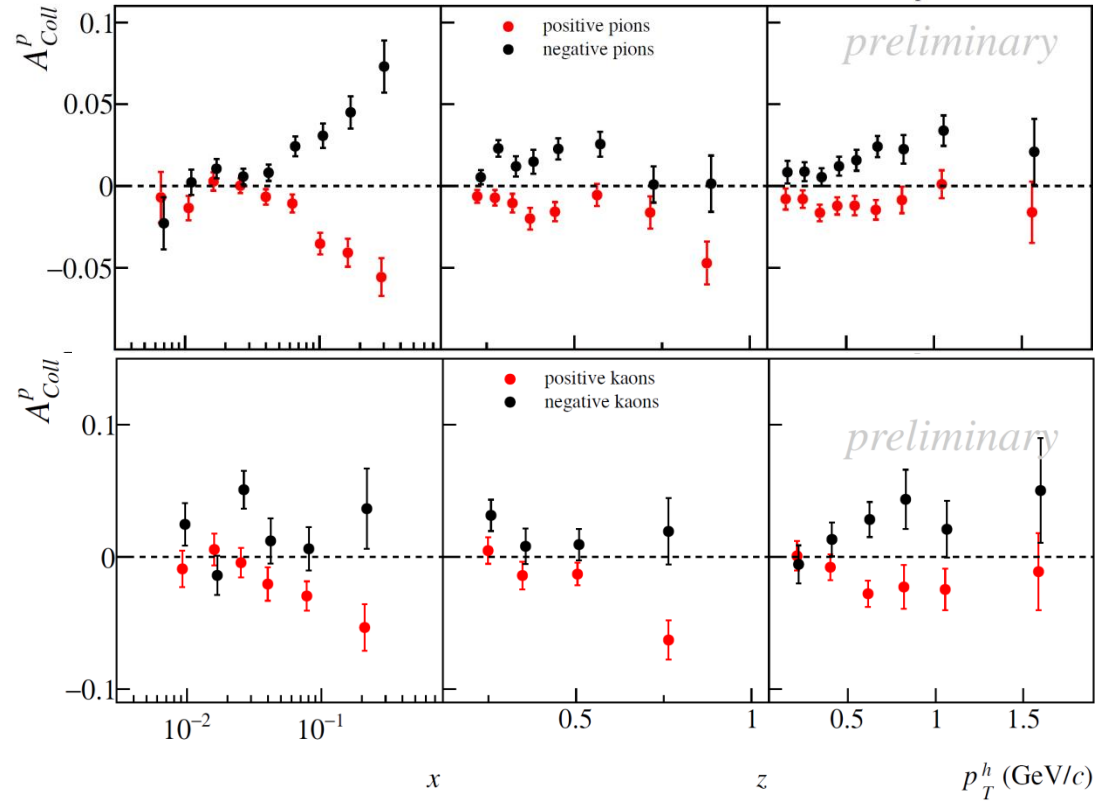 A^p_Coll
0.1
0.05
0
−0.05
positive pions
negative pions
preliminary
A^p_Coll
0.1
0
−0.1
positive kaons
negative kaons
preliminary
10^−2 10^−1 0.5 1 0.5 1 1.5
x z p_T^h (GeV/c)